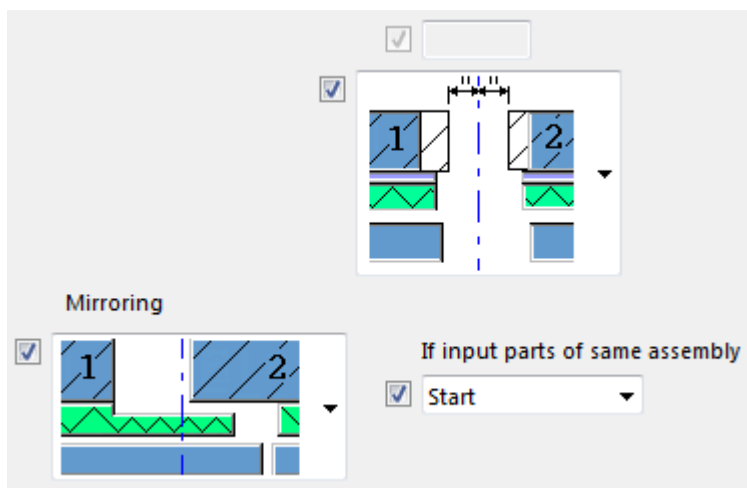 " "
1 2
Mirroring
1 2
If input parts of same assembly
Start